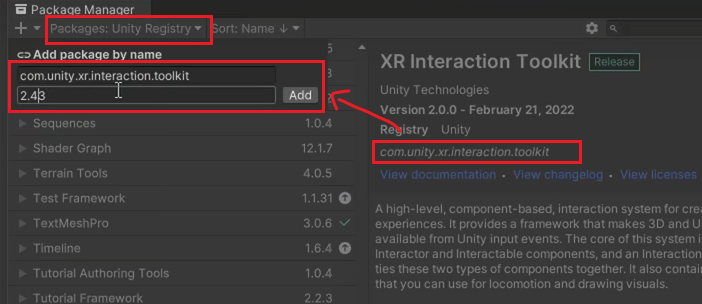 Package Manager
Packages: Unity Registry
Sort: Name
Add package by name
com.unity.xr.interaction.toolkit
2.43
Add
Sequences 1.0.4
Shader Graph 12.1.7
Terrain Tools 4.0.5
Test Framework 1.1.31
TextMeshPro 3.0.6
Timeline 1.6.4
Tutorial Authoring Tools 1.0.4
Tutorial Framework 2.2.3
XR Interaction Toolkit Release
Unity Technologies
Version 2.0.0 - February 21, 2022
Registry Unity
com.unity.xr.interaction.toolkit
View documentation • View changelog • View licenses
A high-level, component-based, interaction system for crea
experiences. It provides a framework that makes 3D and U
available from Unity input events. The core of this system i
Interactor and Interactable components, and an Interaction
ties these two types of components together. It also contai
that you can use for locomotion and drawing visuals.